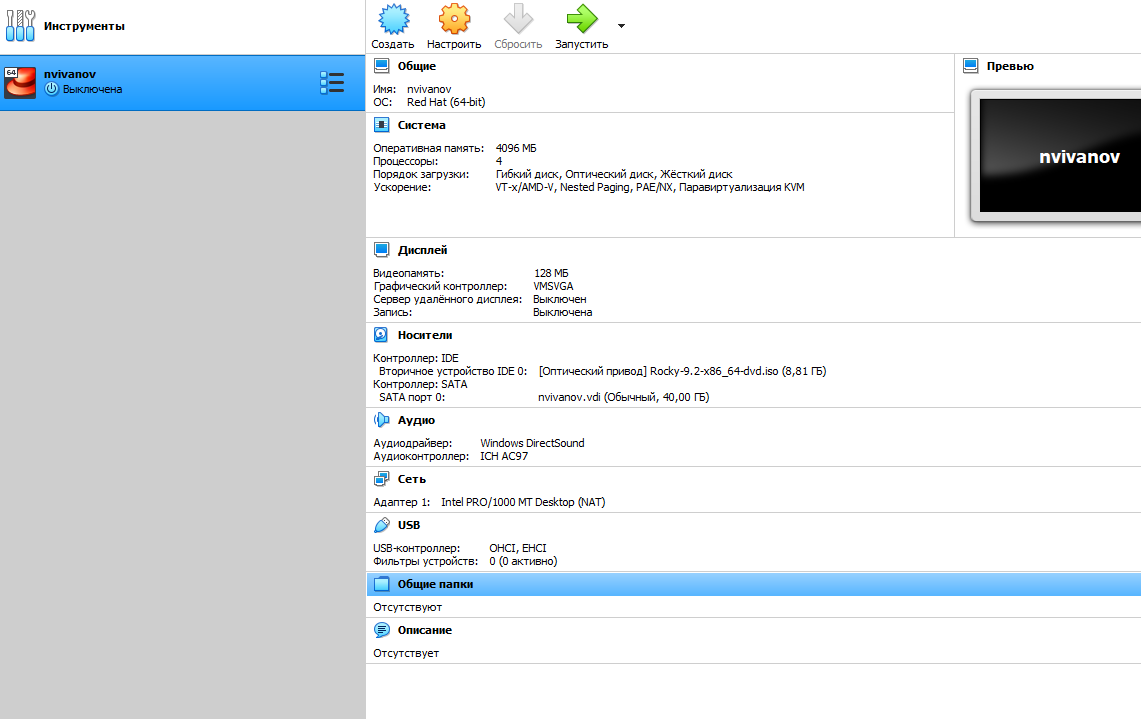 Инструменты
Создать Настроить Сбросить Запустить
64
nvivanov
Выключена
Общие
Имя: nvivanov
ОС: Red Hat (64-bit)
Превью
nvivanov
Система
Оперативная память: 4096 МБ
Процессоры: 4
Порядок загрузки: Гибкий диск, Оптический диск, Жёсткий диск
Ускорение: VT-x/AMD-V, Nested Paging, PAE/NX, Паравиртуализация KVM
Дисплей
Видеопамять: 128 МБ
Графический контроллер: VMSVGA
Сервер удалённого дисплея: Выключен
Запись: Выключена
Носители
Контроллер: IDE
Вторичное устройство IDE 0: [Оптический привод] Rocky-9.2-x86_64-dvd.iso (8,81 ГБ)
Контроллер: SATA
SATA порт 0: nvivanov.vdi (Обычный, 40,00 ГБ)
Аудио
Аудиодрайвер: Windows DirectSound
Аудиоконтроллер: ICH AC97
Сеть
Адаптер 1: Intel PRO/1000 MT Desktop (NAT)
USB
USB-контроллер: OHCI, EHCI
Фильтры устройств: 0 (0 активно)
Общие папки
Отсутствуют
Описание
Отсутствует